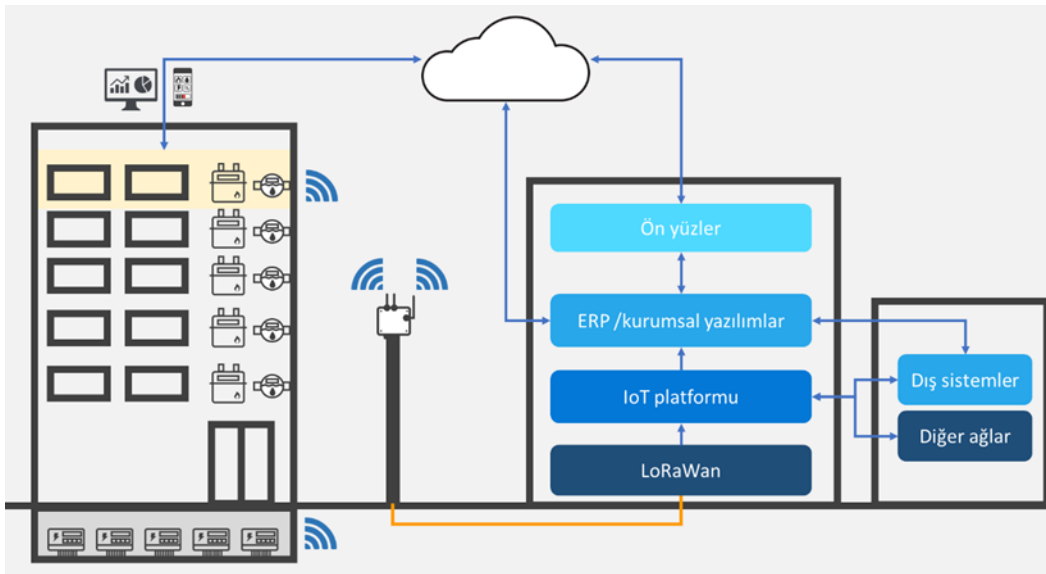 Ön yüzler
ERP /kurumsal yazılımlar
IoT platformu
LoRaWan
Dış sistemler
Diğer ağlar